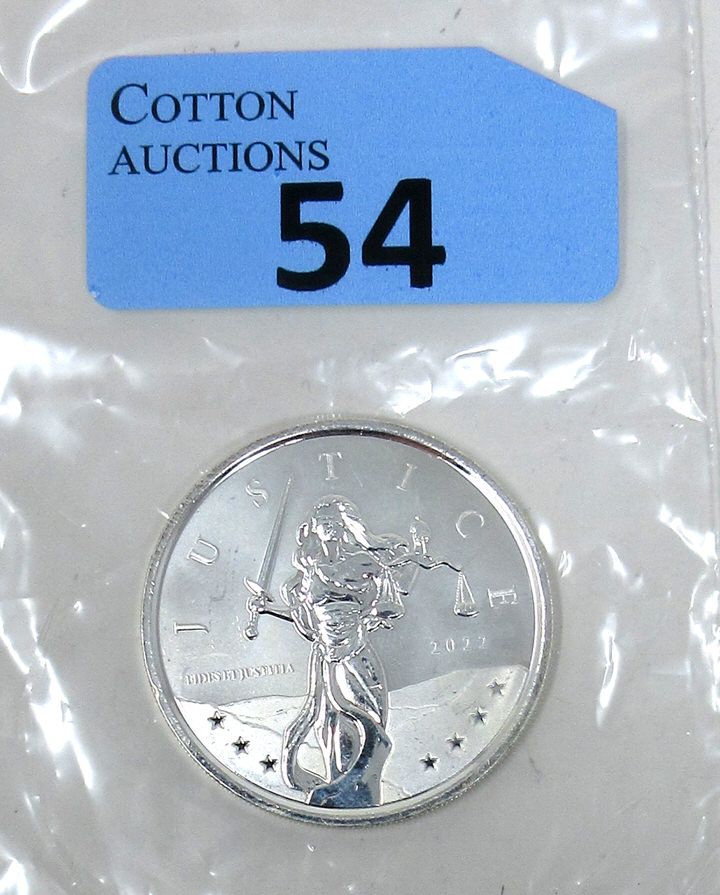 COTTON
AUCTIONS
54
JUSTICE
2022
FIDES ET JUSTITIA